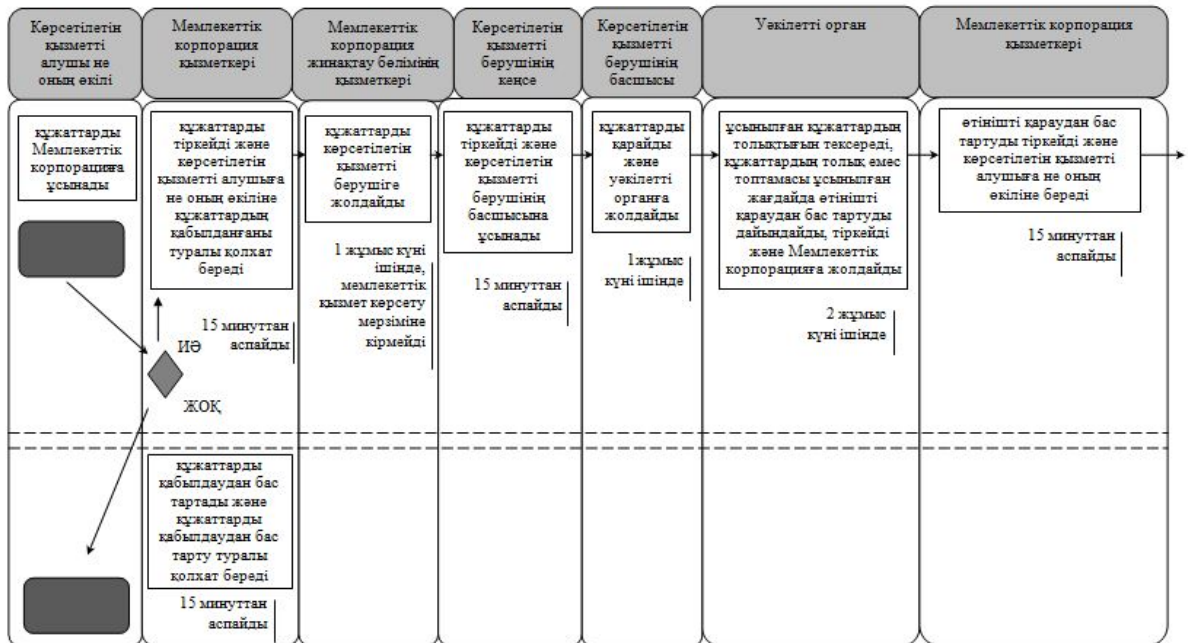 Көрсетілетін
қызметті
алушы не
оның өкілі
Мемлекеттік
корпорация
қызметкері
Мемлекеттік
корпорация
жинақтау бөлімінің
қызметкері
Көрсетілетін
қызметті
берушінің
кеңсе
Көрсетілетін
қызметті
берушінің
басшысы
Уәкілетті орган
Мемлекеттік корпорация
қызметкері
құжаттарды
Мемлекеттік
корпорацияға
ұсынады
құжаттарды
тіркейді және
көрсетілетін
қызметті алушыға
не оның өкіліне
құжаттардың
қабылданғаны
туралы қолхат
береді
15 минуттан
аспайды
ИӘ
ЖОҚ
құжаттарды
көрсетілетін
қызметті
берушіге
жолдайды
1 жұмыс күні
ішінде,
мемлекеттік
қызмет көрсету
мерзіміне
кірмейді
құжаттарды
тіркейді және
көрсетілетін
қызметті
берушінің
басшысына
ұсынады
15 минуттан
аспайды
құжаттарды
қарайды
және
уәкілетті
органға
жолдайды
1жұмыс
күні ішінде
ұсынылған құжаттардың
толықтығын тексереді,
құжаттардың толық емес
топтамасы ұсынылған
жағдайда өтінішті
қараудан бас тартуды
дайындайды, тіркейді
және Мемлекеттік
корпорацияға жолдайды
2 жұмыс
күні ішінде
өтінішті қараудан бас
тартуды тіркейді және
көрсетілетін қызметті
алушыға не оның
өкіліне береді
15 минуттан
аспайды
құжаттарды
қабылдаудан бас
тартады және
құжаттарды
қабылдаудан бас
тарту туралы
қолхат береді
15 минуттан
аспайды